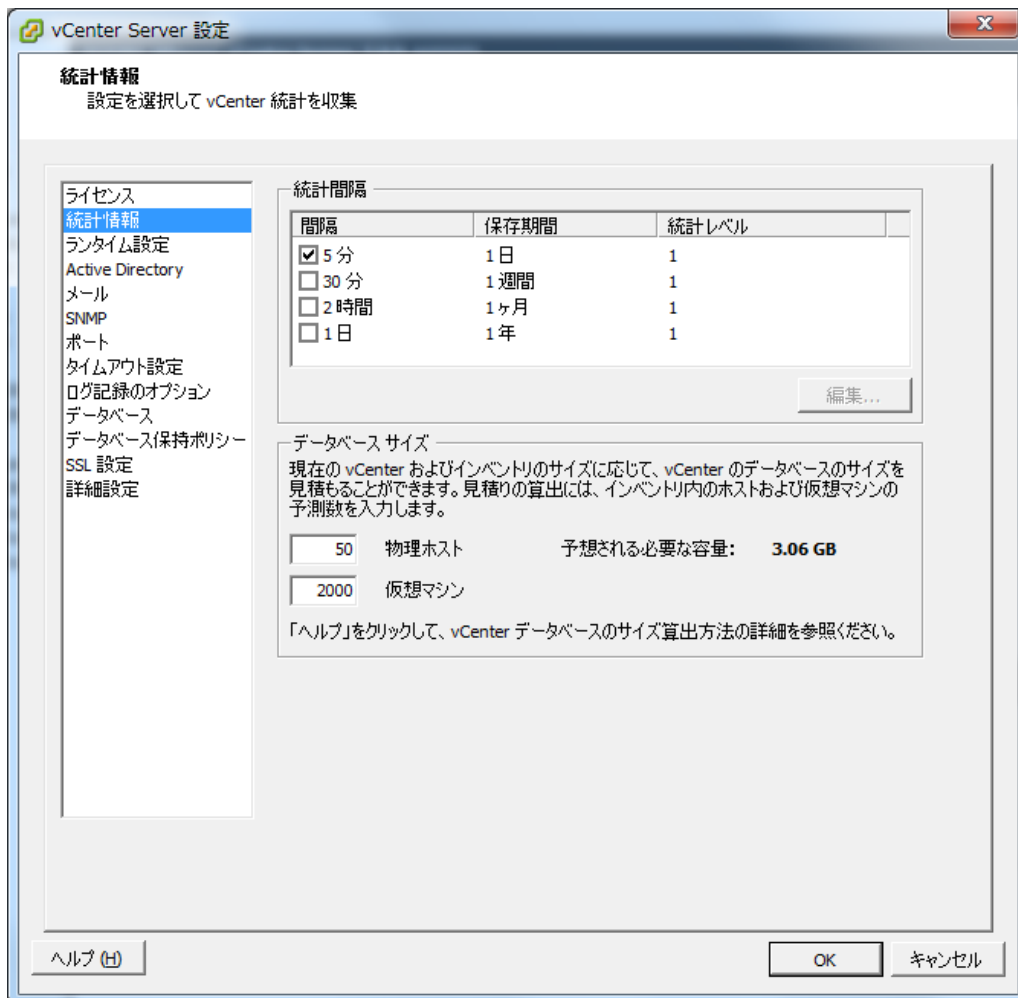 vCenter Server 設定
統計情報
設定を選択して vCenter 統計を収集
ライセンス
統計情報
ランタイム設定
Active Directory
メール
SNMP
ポート
タイムアウト設定
ログ記録のオプション
データベース
データベース保持ポリシー
SSL 設定
詳細設定
統計間隔
間隔 保存期間 統計レベル
5 分 1 日 1
30 分 1 週間 1
2 時間 1 ヶ月 1
1 日 1 年 1
編集...
データベース サイズ
現在の vCenter およびインベントリのサイズに応じて、vCenter のデータベースのサイズを
見積もることができます。見積りの算出には、インベントリ内のホストおよび仮想マシンの
予測数を入力します。
50 物理ホスト 予想される必要な容量: 3.06 GB
2000 仮想マシン
「ヘルプ」をクリックして、vCenter データベースのサイズ算出方法の詳細を参照ください。
ヘルプ (H) OK キャンセル